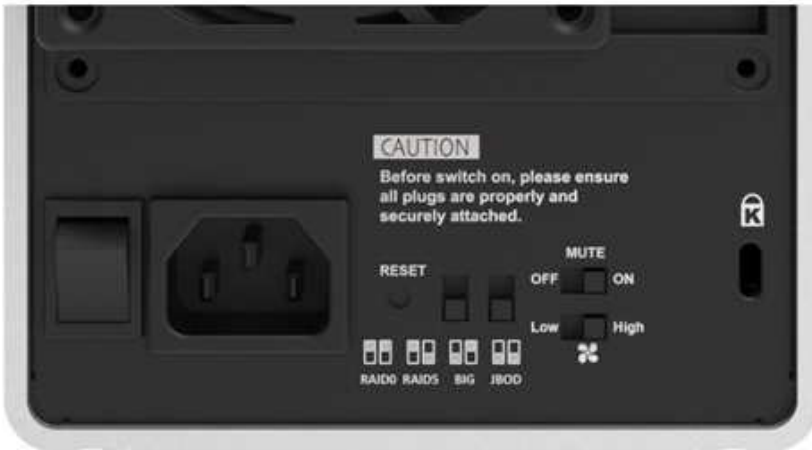 CAUTION
Before switch on, please ensure
all plugs are properly and
securely attached.
K
MUTE
RESET
OFF ON
Low High
RAID0 RAID5 BIG JBOD